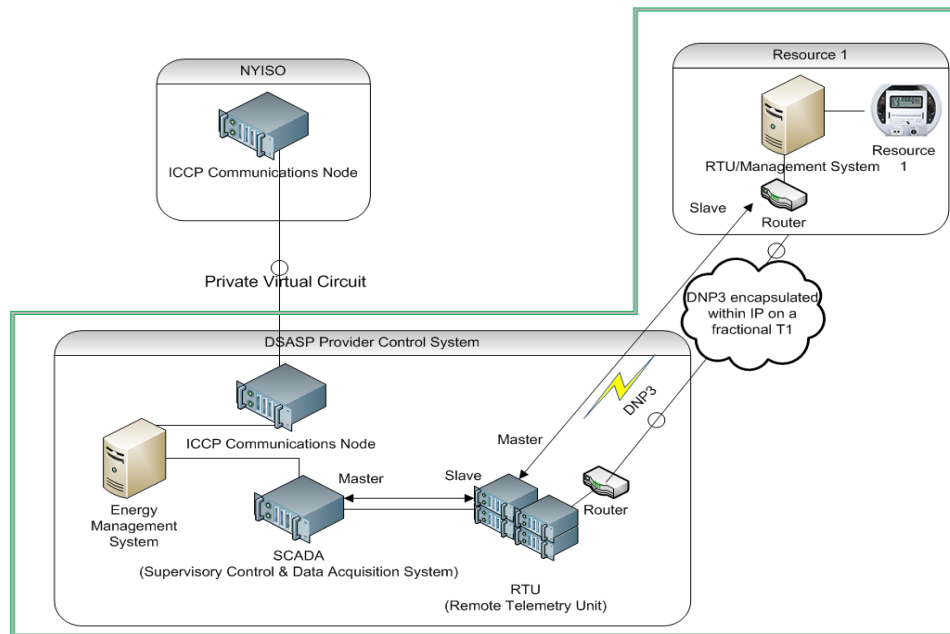 NYISO
ICCP Communications Node
Private Virtual Circuit
Resource 1
RTU/Management System
Resource
1
Slave
Router
DNP3 encapsulated
within IP on a
fractional T1
DSASP Provider Control System
ICCP Communications Node
DNP3
Master
Energy
Management
System
Master
Slave
Router
SCADA
(Supervisory Control & Data Acquisition System)
RTU
(Remote Telemetry Unit)